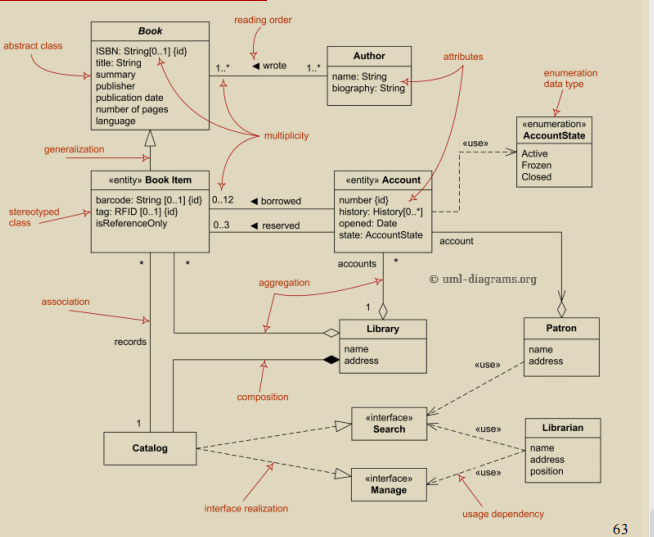 reading order
Book
abstract class
ISBN: String[0..1] {id}
title: String
summary
publisher
publication date
number of pages
language
1..*
◄ wrote
1..*
Author
name: String
biography: String
attributes
enumeration
data type
multiplicity
generalization
«use»
«enumeration»
AccountState
Active
Frozen
Closed
stereotyped
class
«entity» Book Item
barcode: String [0..1] {id}
tag: RFID [0..1] {id}
isReferenceOnly
0..12
◄ borrowed
0..3
◄ reserved
«entity» Account
number {id}
history: History[0..*]
opened: Date
state: AccountState
account
*
*
accounts
*
© uml-diagrams.org
aggregation
association
1
records
Library
name
address
Patron
name
address
composition
«use»
1
Catalog
«interface»
Search
«use»
Librarian
name
address
position
«interface»
Manage
«use»
interface realization
usage dependency
63